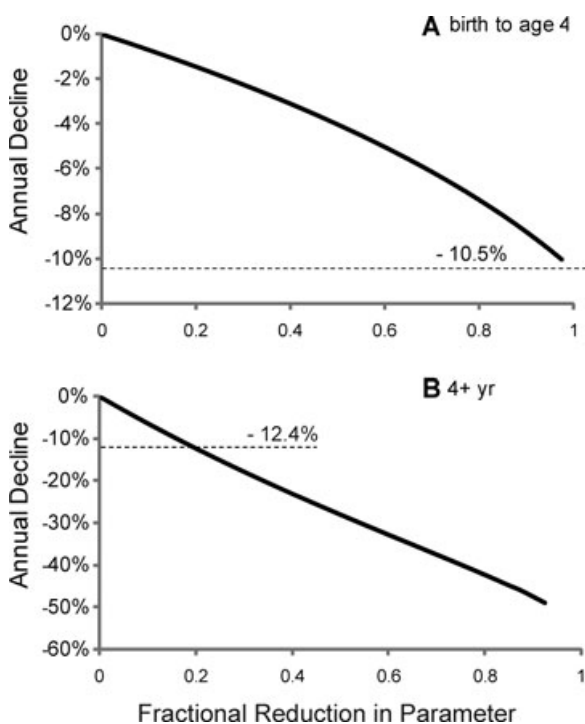 0%
A birth to age 4
-2%
-4%
-6%
-8%
-10%
-12%
Annual Decline
- 10.5%
0 0.2 0.4 0.6 0.8 1
0%
B 4+ yr
-10%
-20%
-30%
-40%
-50%
-60%
Annual Decline
- 12.4%
0 0.2 0.4 0.6 0.8 1
Fractional Reduction in Parameter